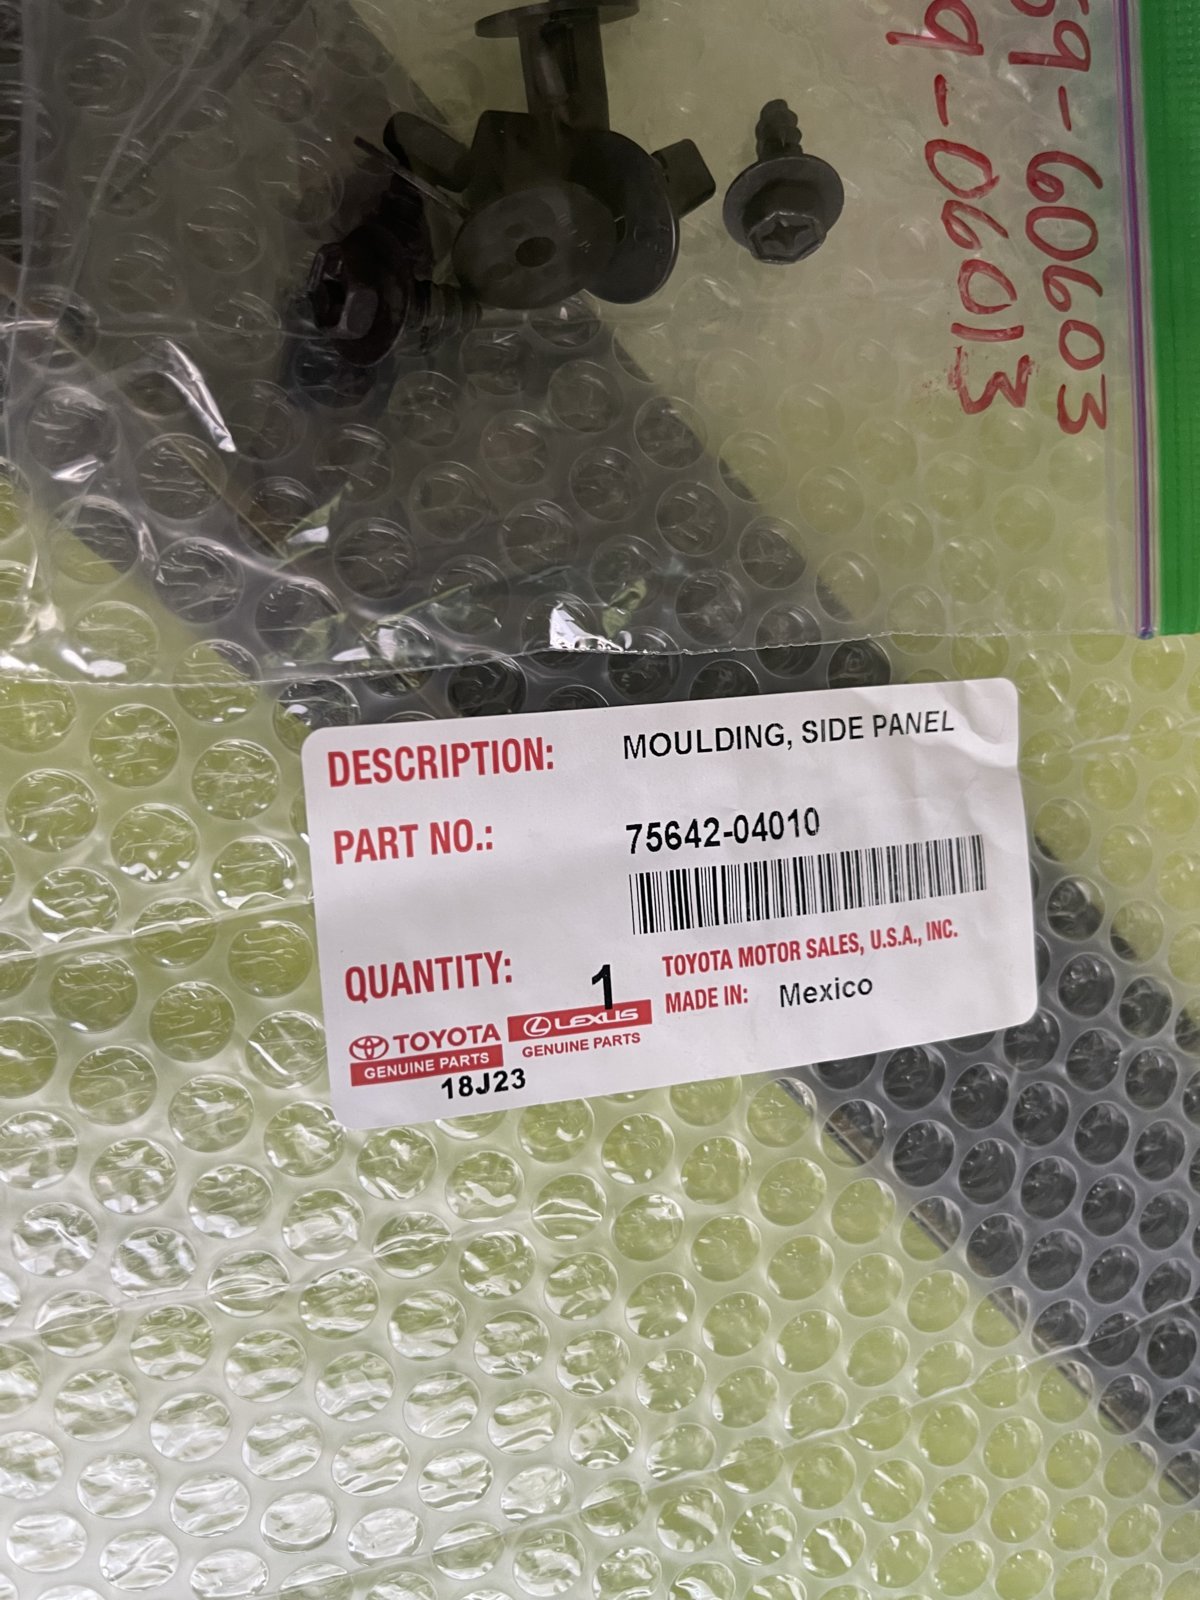 9-60603
9-06013
DESCRIPTION: MOULDING, SIDE PANEL
PART NO.: 75642-04010
QUANTITY: 1
TOYOTA MOTOR SALES, U.S.A., INC.
MADE IN: Mexico
TOYOTA
GENUINE PARTS
LEXUS
GENUINE PARTS
18J23